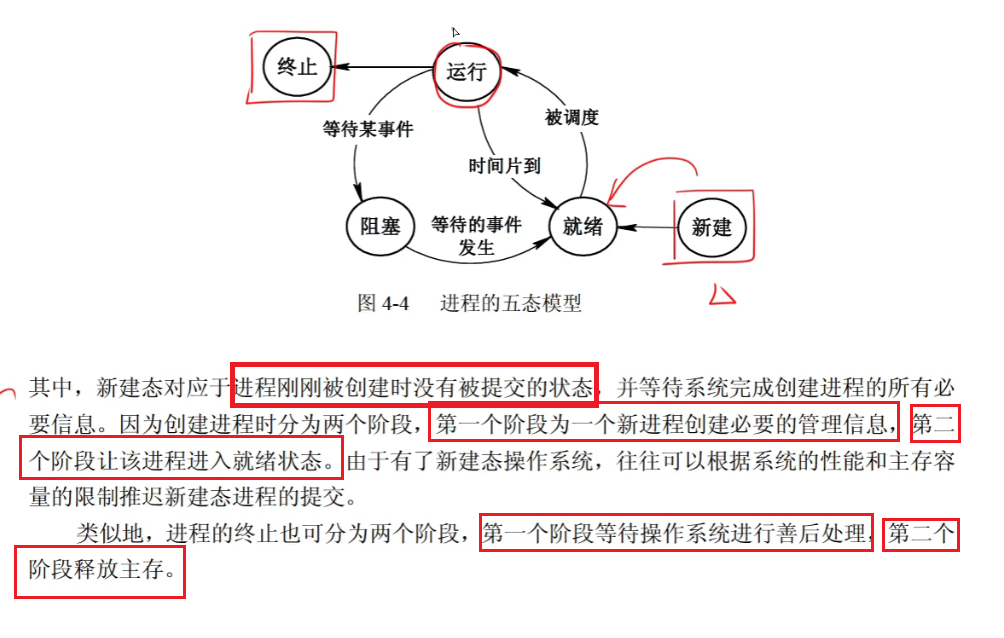 终止
运行
等待某事件
被调度
时间片到
阻塞
等待的事件
发生
就绪
新建
图 4-4 进程的五态模型
其中，新建态对应于进程刚刚被创建时没有被提交的状态，并等待系统完成创建进程的所有必
要信息。因为创建进程时分为两个阶段，第一个阶段为一个新进程创建必要的管理信息，第二
个阶段让该进程进入就绪状态。由于有了新建态操作系统，往往可以根据系统的性能和主存容
量的限制推迟新建态进程的提交。
类似地，进程的终止也可分为两个阶段，第一个阶段等待操作系统进行善后处理，第二个
阶段释放主存。